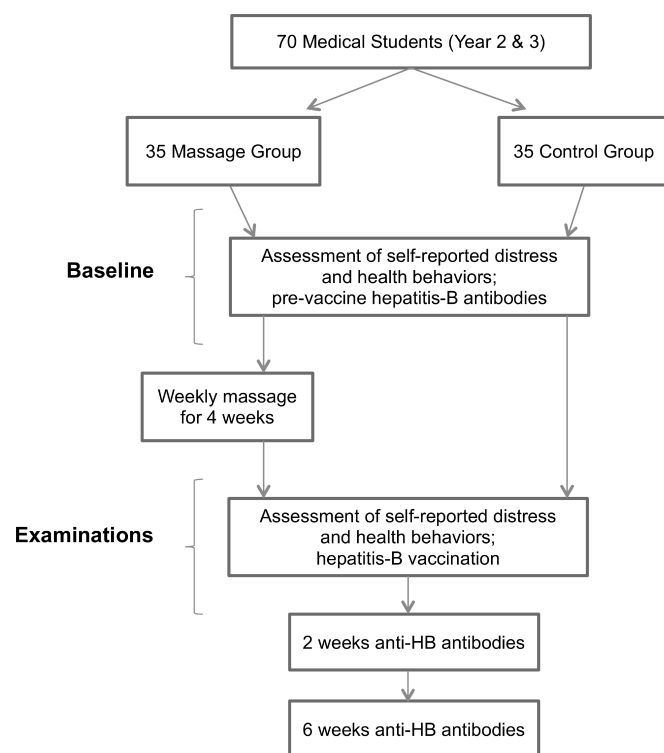 70 Medical Students (Year 2 & 3)
35 Massage Group
35 Control Group
Baseline
Assessment of self-reported distress
and health behaviors;
pre-vaccine hepatitis-B antibodies
Weekly massage
for 4 weeks
Examinations
Assessment of self-reported distress
and health behaviors;
hepatitis-B vaccination
2 weeks anti-HB antibodies
6 weeks anti-HB antibodies